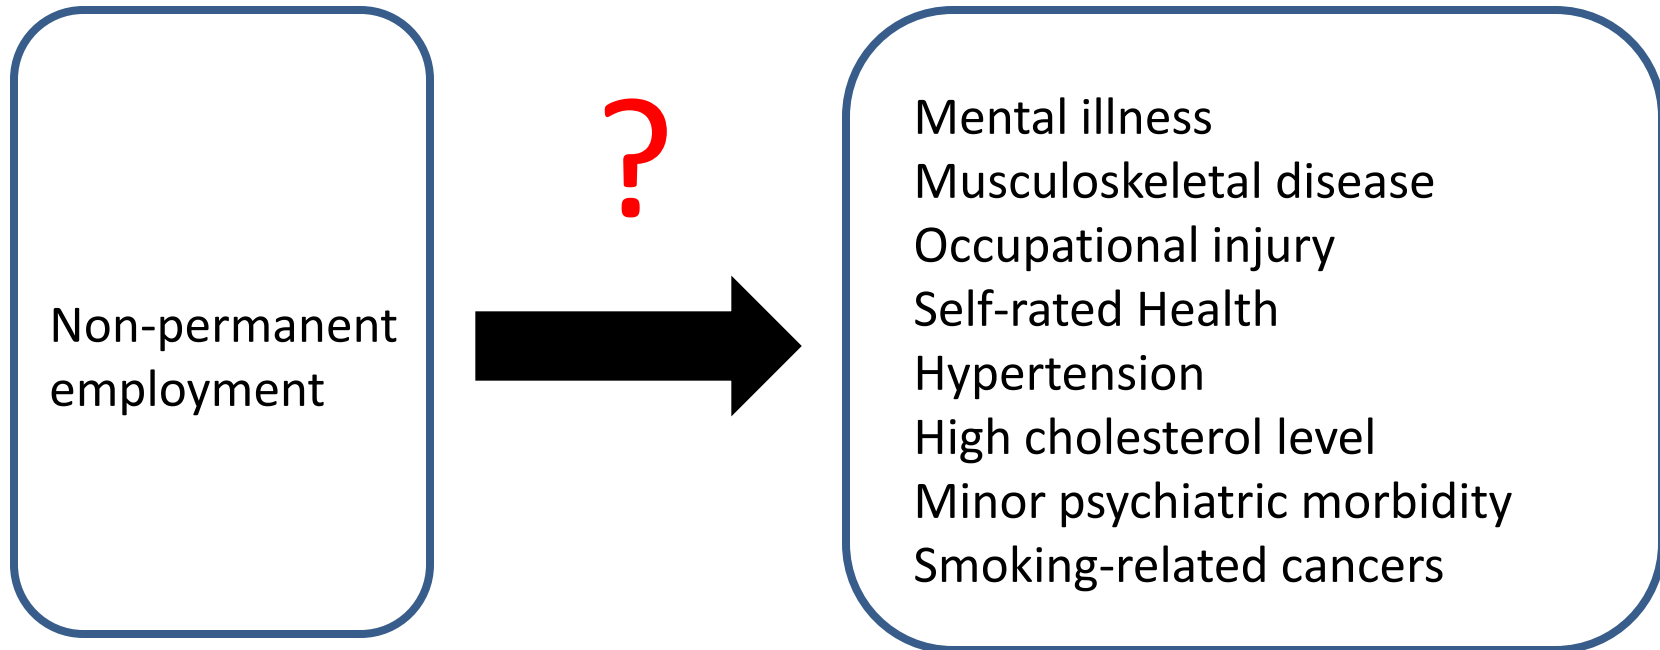 Non-permanent
employment
?
Mental illness
Musculoskeletal disease
Occupational injury
Self-rated Health
Hypertension
High cholesterol level
Minor psychiatric morbidity
Smoking-related cancers